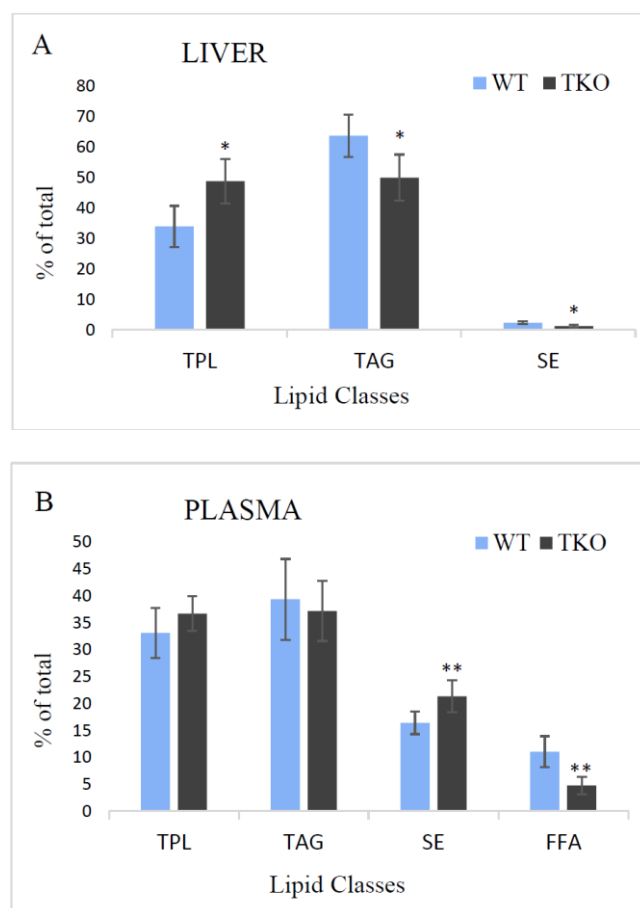 A
LIVER
WT TKO
80
70
60
50
40
30
20
10
0
% of total
* * *
TPL TAG SE
Lipid Classes
B
PLASMA
WT TKO
50
45
40
35
30
25
20
15
10
5
0
% of total
** **
TPL TAG SE FFA
Lipid Classes